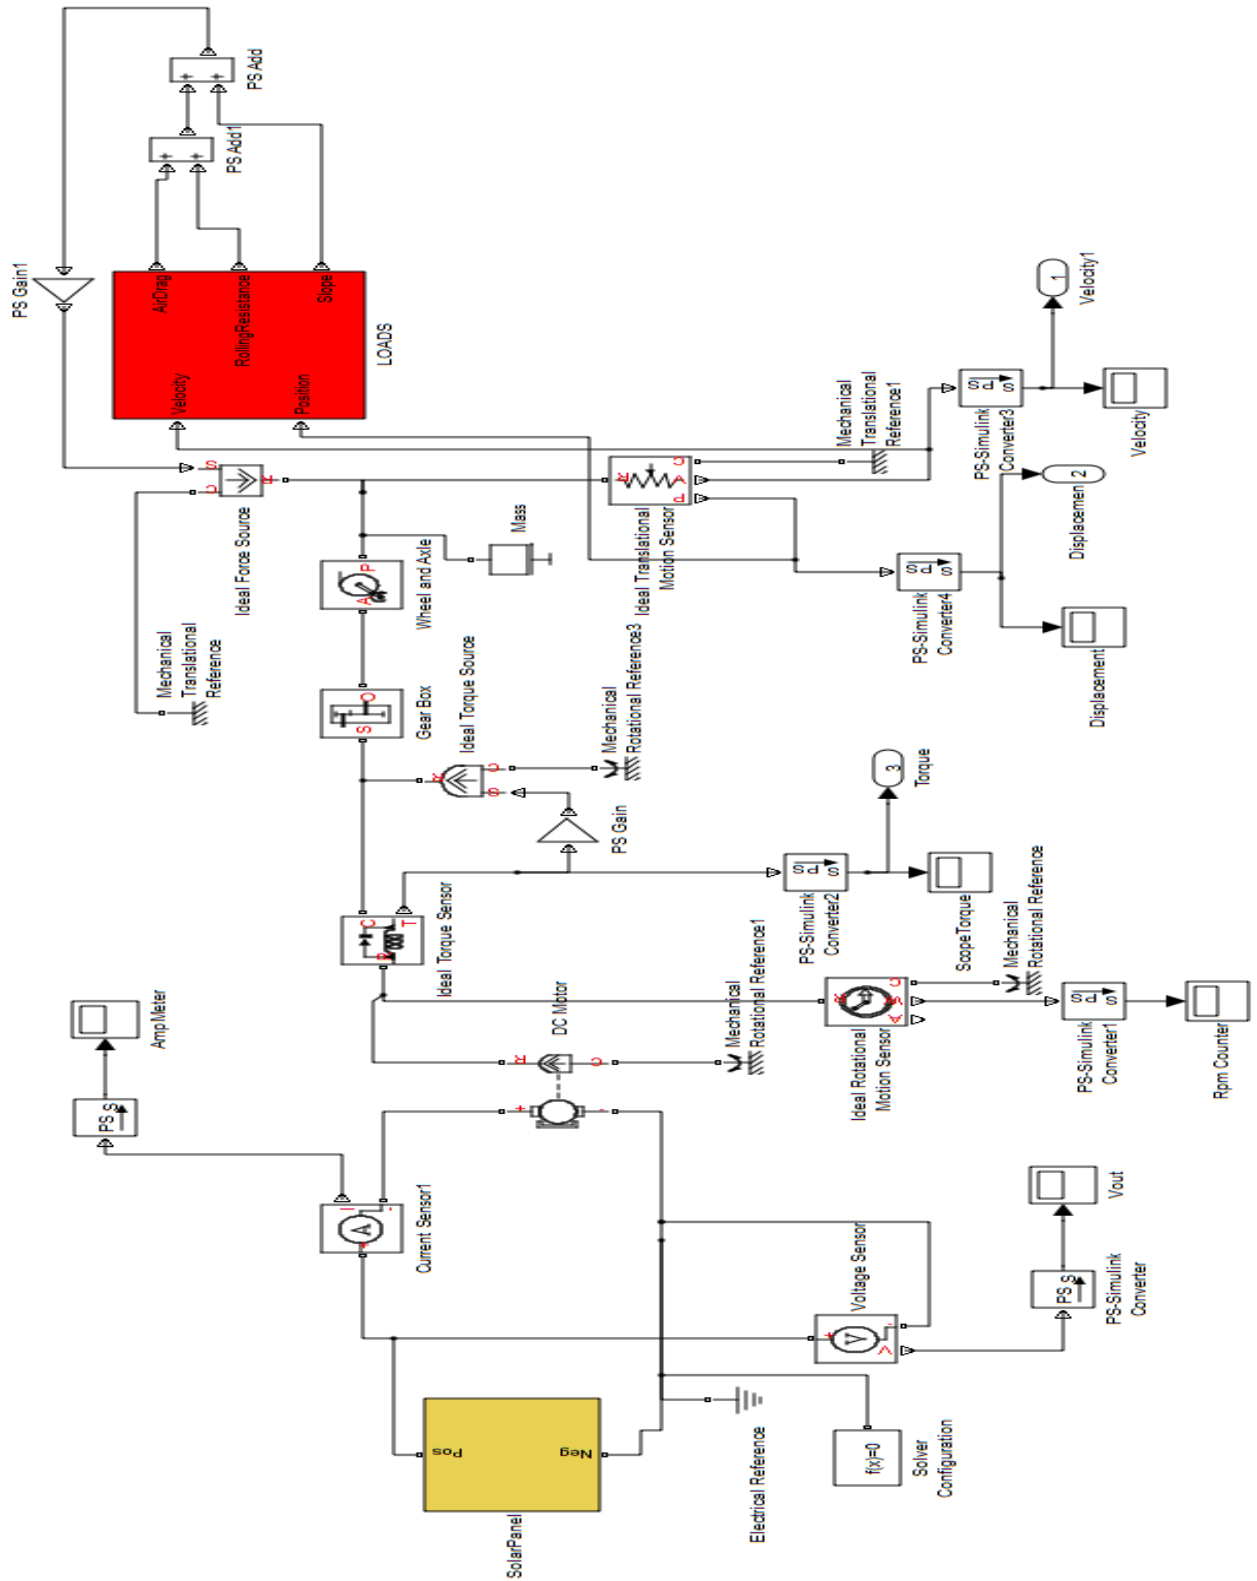 PS Gain1
PS S
AmpMeter
Mechanical
Translational
Reference
C
S
R
Ideal Force Source
Velocity
AirDrag
RollingResistance
Position
Slope
LOADS
+
+
PS Add1
+
+
PS Add
I
+
A
-
Current Sensor1
R
C
T
Ideal Torque Sensor
S
O
Gear Box
A
P
Wheel and Axle
Pos
Neg
SolarPanel
+
-
R
C
DC Motor
R
S
C
Ideal Torque Source
PS Gain
Mechanical
Rotational Reference3
Mass
R
P
V
C
Ideal Translational
Motion Sensor
Mechanical
Translational
Reference1
Electrical Reference
Mechanical
Rotational Reference1
+
V
V
-
Voltage Sensor
R
A
C
Ideal Rotational
Motion Sensor
S
P
S
PS-Simulink
Converter2
3
Torque
ScopeTorque
f(x)=0
Solver
Configuration
Mechanical
Rotational Reference
S
P
S
PS-Simulink
Converter4
S
P
S
PS-Simulink
Converter3
1
Velocity1
Velocity
2
Displacemen
Displacement
PS S
PS-Simulink
Converter
Vout
S
P
S
PS-Simulink
Converter1
Rpm Counter